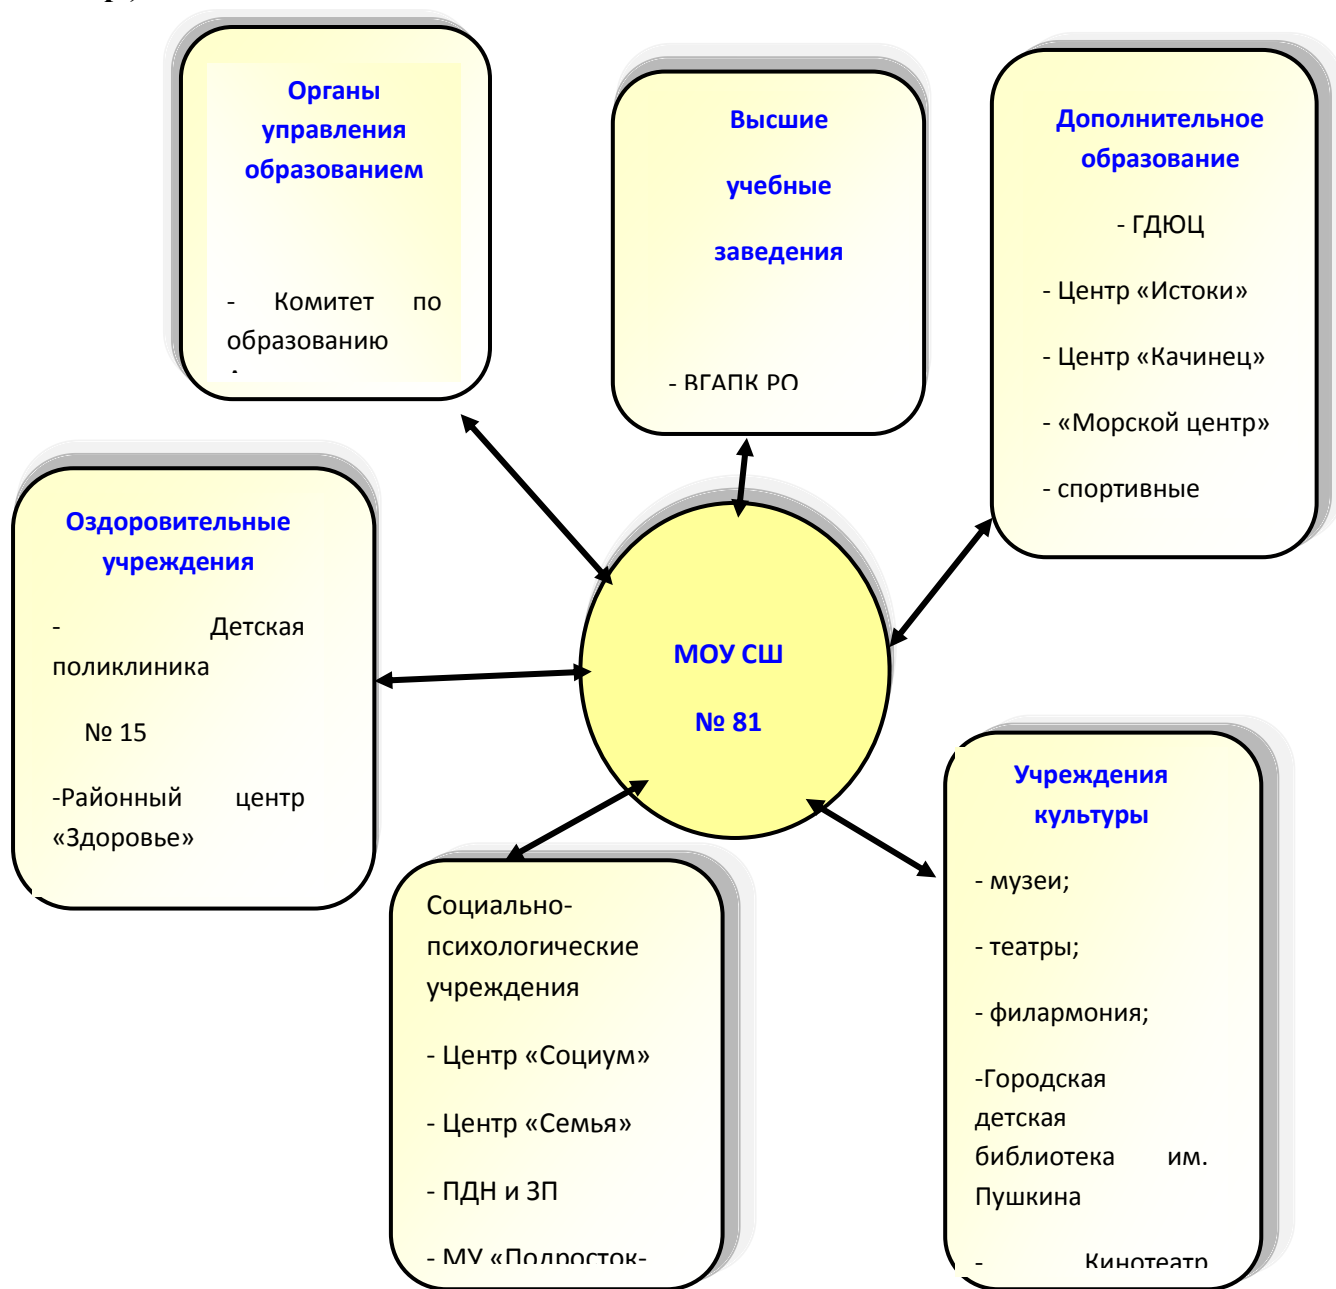 Органы
управления
образованием
- Комитет по
образованию
Высшие
учебные
заведения
- ВГАПК РО
Дополнительное
образование
- ГДЮЦ
- Центр «Истоки»
- Центр «Качинец»
- «Морской центр»
- спортивные
Оздоровительные
учреждения
- Детская
поликлиника
№ 15
-Районный центр
«Здоровье»
МОУ СШ
№ 81
Социально-
психологические
учреждения
- Центр «Социум»
- Центр «Семья»
- ПДН и ЗП
- МУ «Подросток-
Учреждения
культуры
- музеи;
- театры;
- филармония;
-Городская
детская
библиотека им.
Пушкина
- Кинотеатр